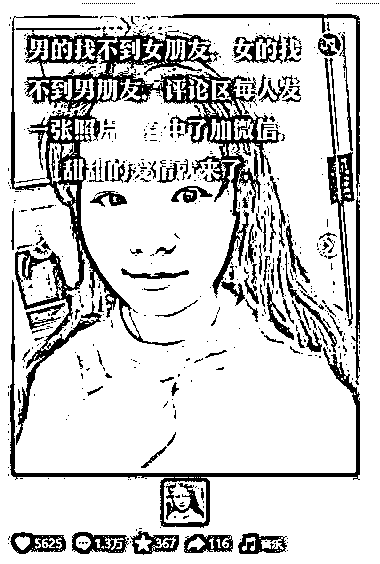 男的找不到女朋友，女的找
不到男朋友，评论区每人发
一张照片，看中了加微信，
甜甜的爱情就来了。
5625 1.3万 367 116 音乐